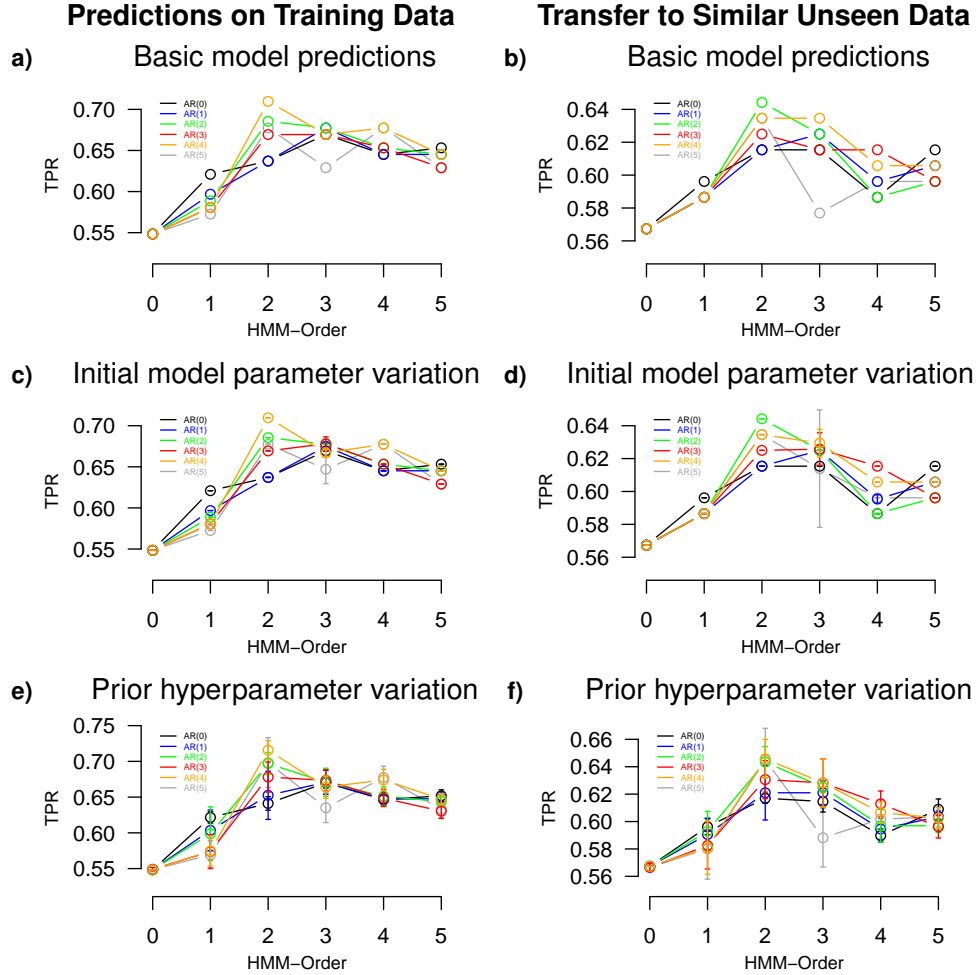 Predictions on Training Data
Transfer to Similar Unseen Data
a) Basic model predictions
TPR
0.70
0.65
0.60
0.55
AR(0)
AR(1)
AR(2)
AR(3)
AR(4)
AR(5)
0 1 2 3 4 5
HMM−Order
b) Basic model predictions
TPR
0.64
0.62
0.60
0.58
0.56
AR(0)
AR(1)
AR(2)
AR(3)
AR(4)
AR(5)
0 1 2 3 4 5
HMM−Order
c) Initial model parameter variation
TPR
0.70
0.65
0.60
0.55
AR(0)
AR(1)
AR(2)
AR(3)
AR(4)
AR(5)
0 1 2 3 4 5
HMM−Order
d) Initial model parameter variation
TPR
0.64
0.62
0.60
0.58
0.56
AR(0)
AR(1)
AR(2)
AR(3)
AR(4)
AR(5)
0 1 2 3 4 5
HMM−Order
e) Prior hyperparameter variation
TPR
0.75
0.70
0.65
0.60
0.55
AR(0)
AR(1)
AR(2)
AR(3)
AR(4)
AR(5)
0 1 2 3 4 5
HMM−Order
f) Prior hyperparameter variation
TPR
0.66
0.64
0.62
0.60
0.58
0.56
AR(0)
AR(1)
AR(2)
AR(3)
AR(4)
AR(5)
0 1 2 3 4 5
HMM−Order